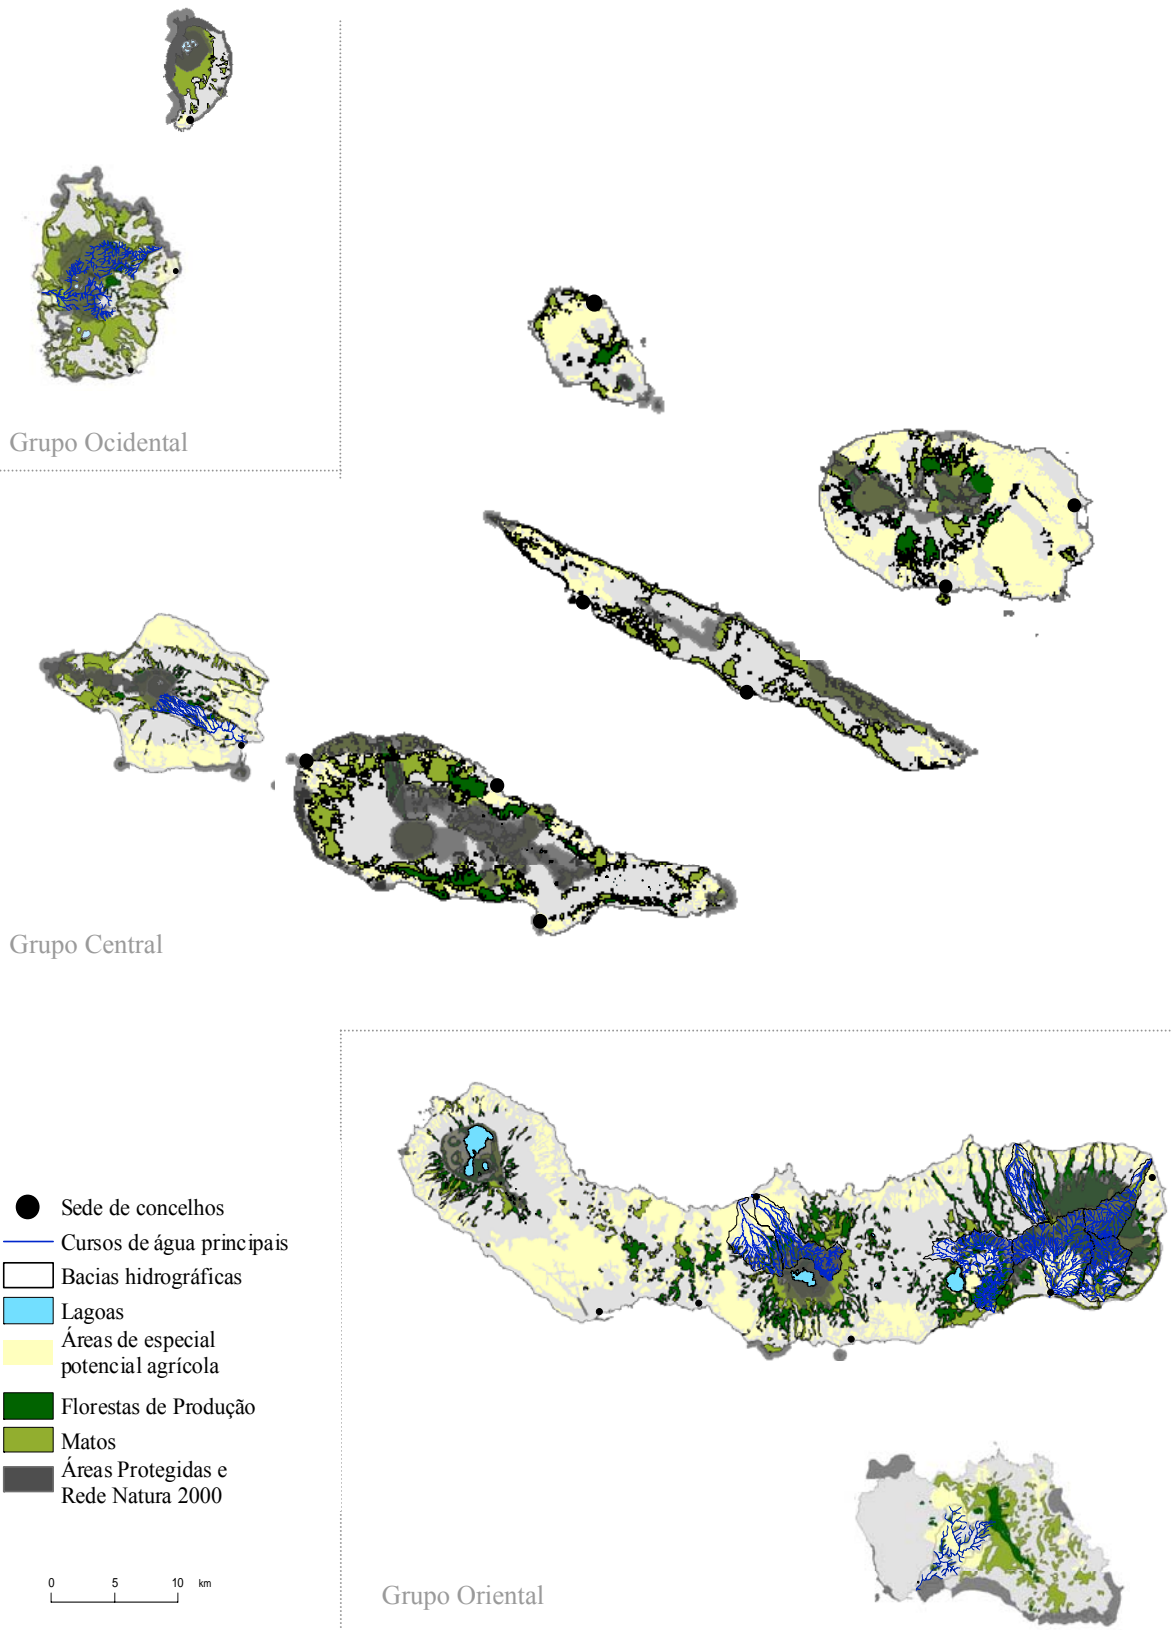 Grupo Ocidental
Grupo Central
Sede de concelhos
Cursos de água principais
Bacias hidrográficas
Lagoas
Áreas de especial
potencial agrícola
Florestas de Produção
Matos
Áreas Protegidas e
Rede Natura 2000
0 5 10 km
Grupo Oriental